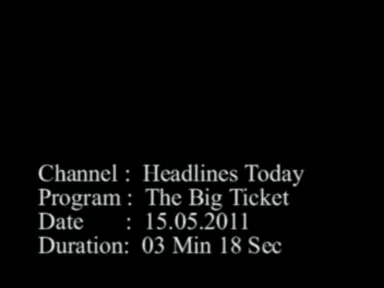 Channel : Headlines Today
Program : The Big Ticket
Date : 15.05.2011
Duration: 03 Min 18 Sec